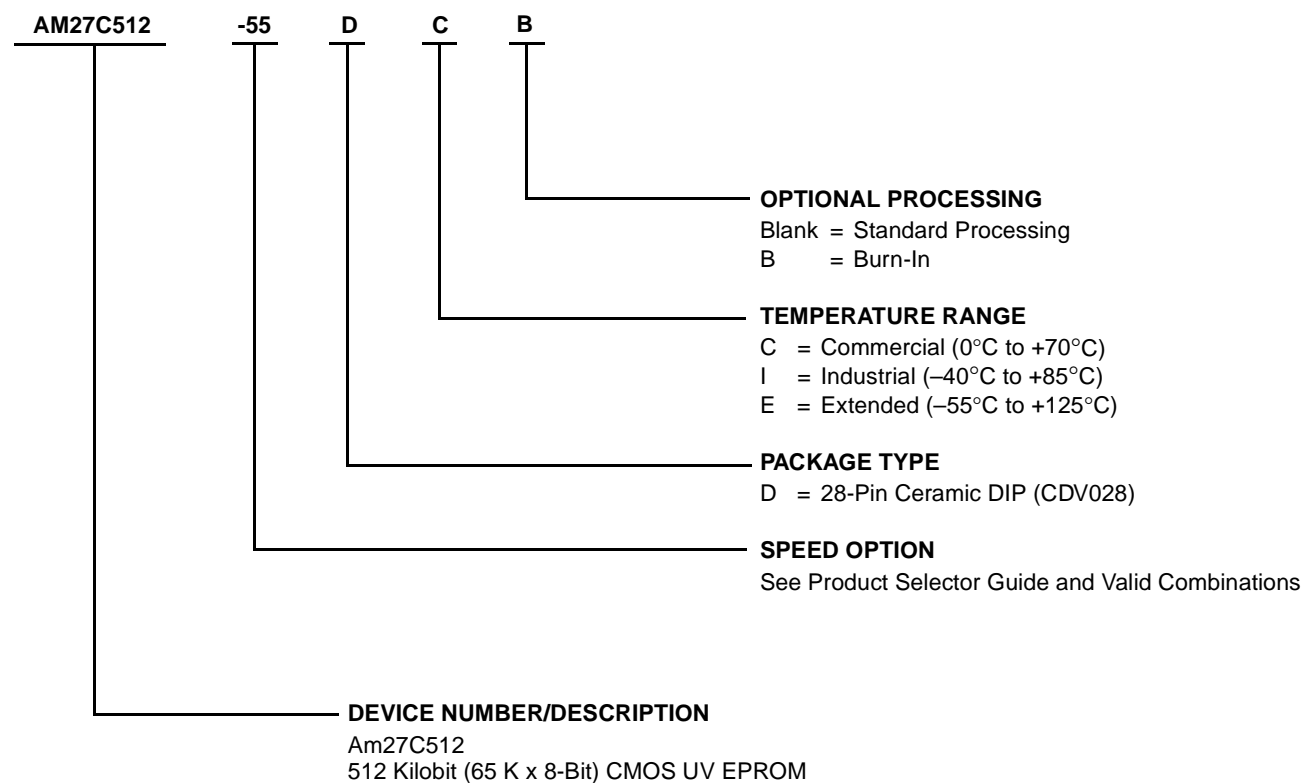 AM27C512 -55 D C B
OPTIONAL PROCESSING
Blank = Standard Processing
B = Burn-In
TEMPERATURE RANGE
C = Commercial (0°C to +70°C)
I = Industrial (–40°C to +85°C)
E = Extended (–55°C to +125°C)
PACKAGE TYPE
D = 28-Pin Ceramic DIP (CDV028)
SPEED OPTION
See Product Selector Guide and Valid Combinations
DEVICE NUMBER/DESCRIPTION
Am27C512
512 Kilobit (65 K x 8-Bit) CMOS UV EPROM